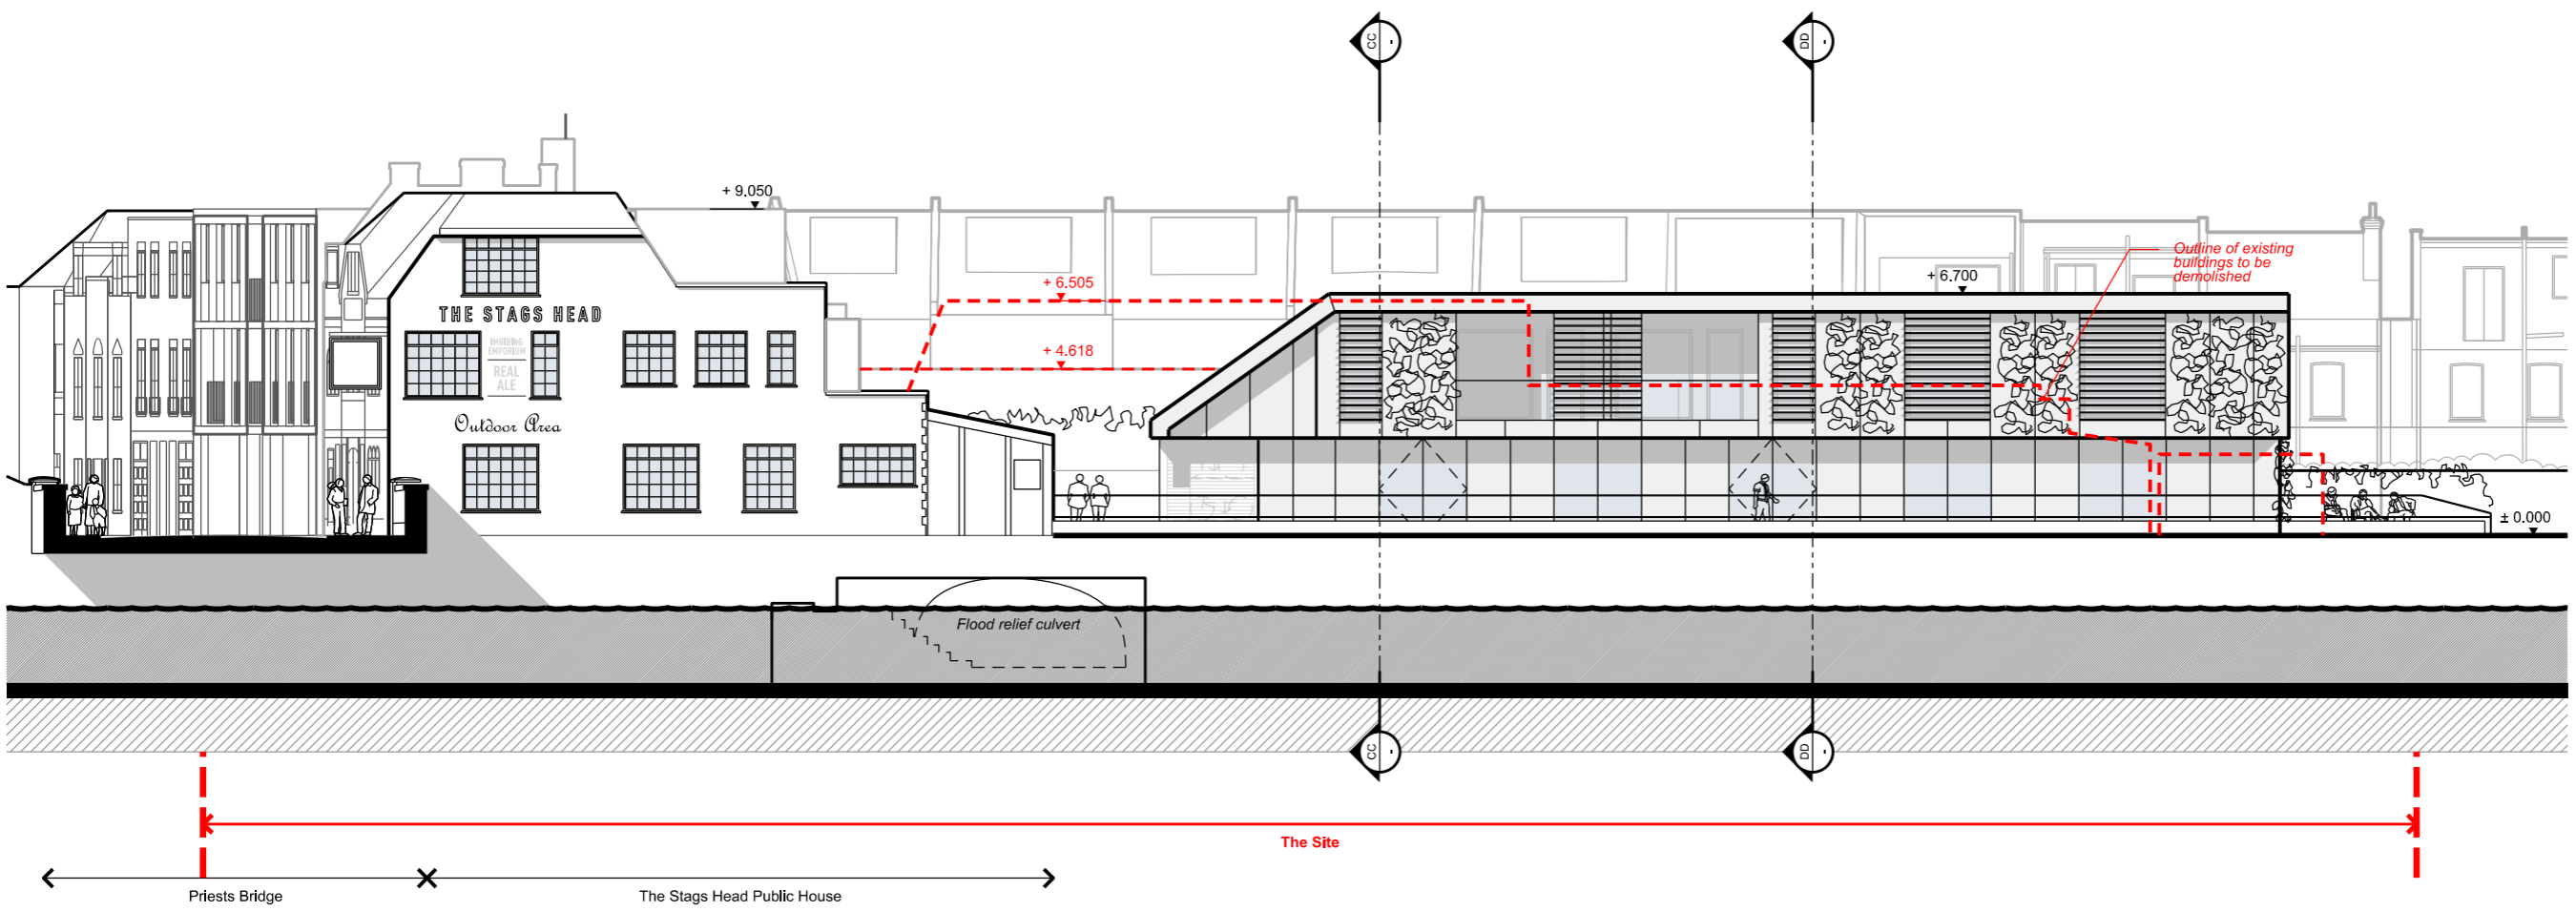 CC
-
DD
-
+ 9.050
+ 6.505
+ 4.618
+ 6.700
Outline of existing
buildings to be
demolished
THE STAGS HEAD
IMBIBING
EMPORIUM
REAL
ALE
Outdoor Area
± 0.000
Flood relief culvert
CC
-
DD
-
The Site
Priests Bridge
The Stags Head Public House